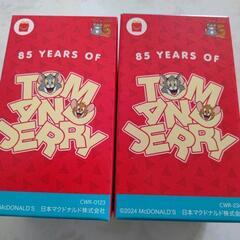 85 YEARS OF
TOM
AND
JERRY
CWR-0123
McDONALD'S 日本マクドナルド株式会社
85 YEARS OF
TOM
AND
JERRY
©2024 McDONALD'S 日本マクドナルド株式会社